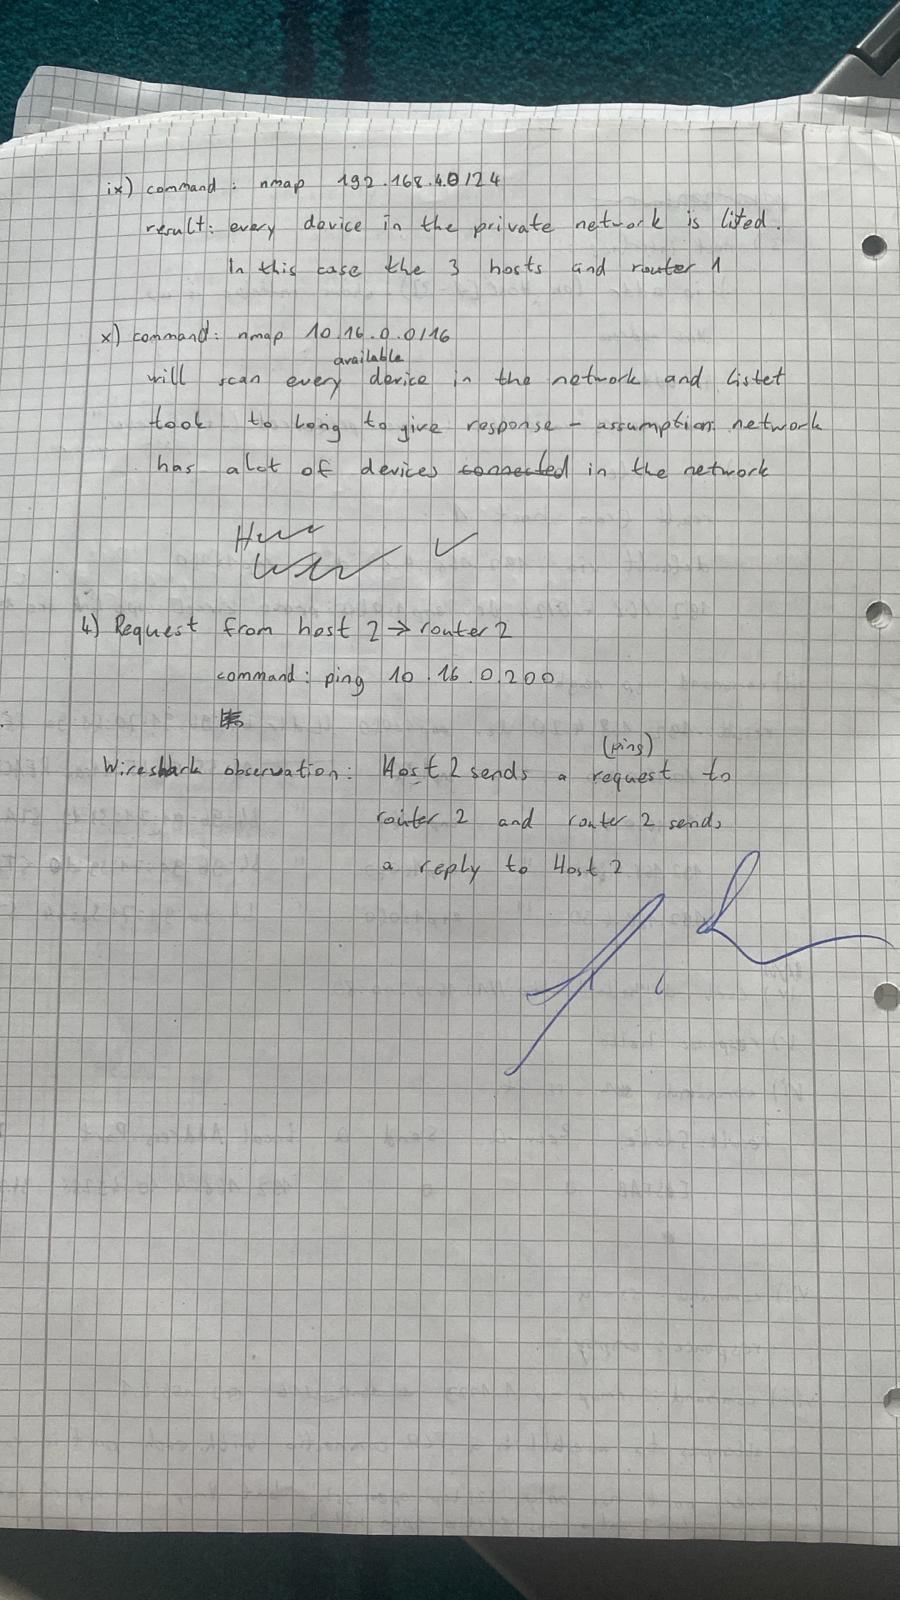 ix) command : nmap 192.168.4.0/24
result: every device in the private network is listed.
In this case the 3 hosts and router 1
x) command: nmap 10.16.0.0/16
available
will scan every device in the network and listet
took to long to give response - assumption: network
has alot of devices connected in the network
4) Request from host 2 → router 2
command: ping 10.16.0.200
(ping)
Wireshark observation: Host 2 sends a request to
router 2 and router 2 sends
a reply to Host 2